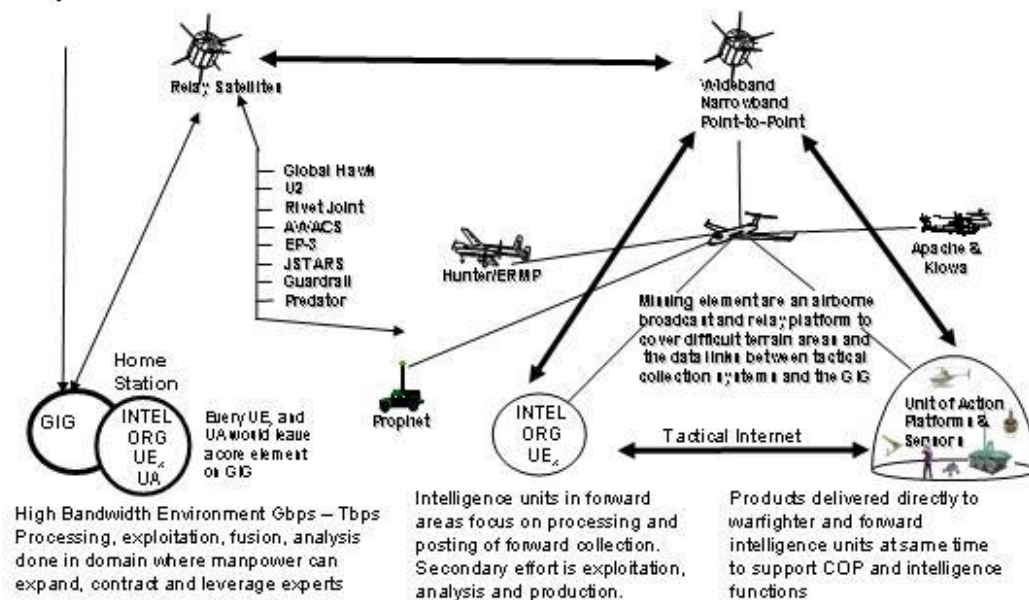 Relay Satellites
Wideband
Narrowband
Point-to-Point
Global Hawk
U2
Rivet Joint
AWACS
EP-3
JSTARS
Guardrail
Predator
Hunter/ERMP
Apache &
Kiowa
Missing element are an airborne
broadcast and relay platform to
cover difficult terrain areas and
the data links between tactical
collection systems and the GIG
Home
Station
GIG
INTEL
ORG
UEx
UA
Every UE, and
UA would leave
a core element
on GIG
Prophet
INTEL
ORG
UEx
Tactical Internet
Unit of Action
Platforms &
Sensors
High Bandwidth Environment Gbps – Tbps
Processing, exploitation, fusion, analysis
done in domain where manpower can
expand, contract and leverage experts
Intelligence units in forward
areas focus on processing and
posting of forward collection.
Secondary effort is exploitation,
analysis and production.
Products delivered directly to
warfighter and forward
intelligence units at same time
to support COP and intelligence
functions